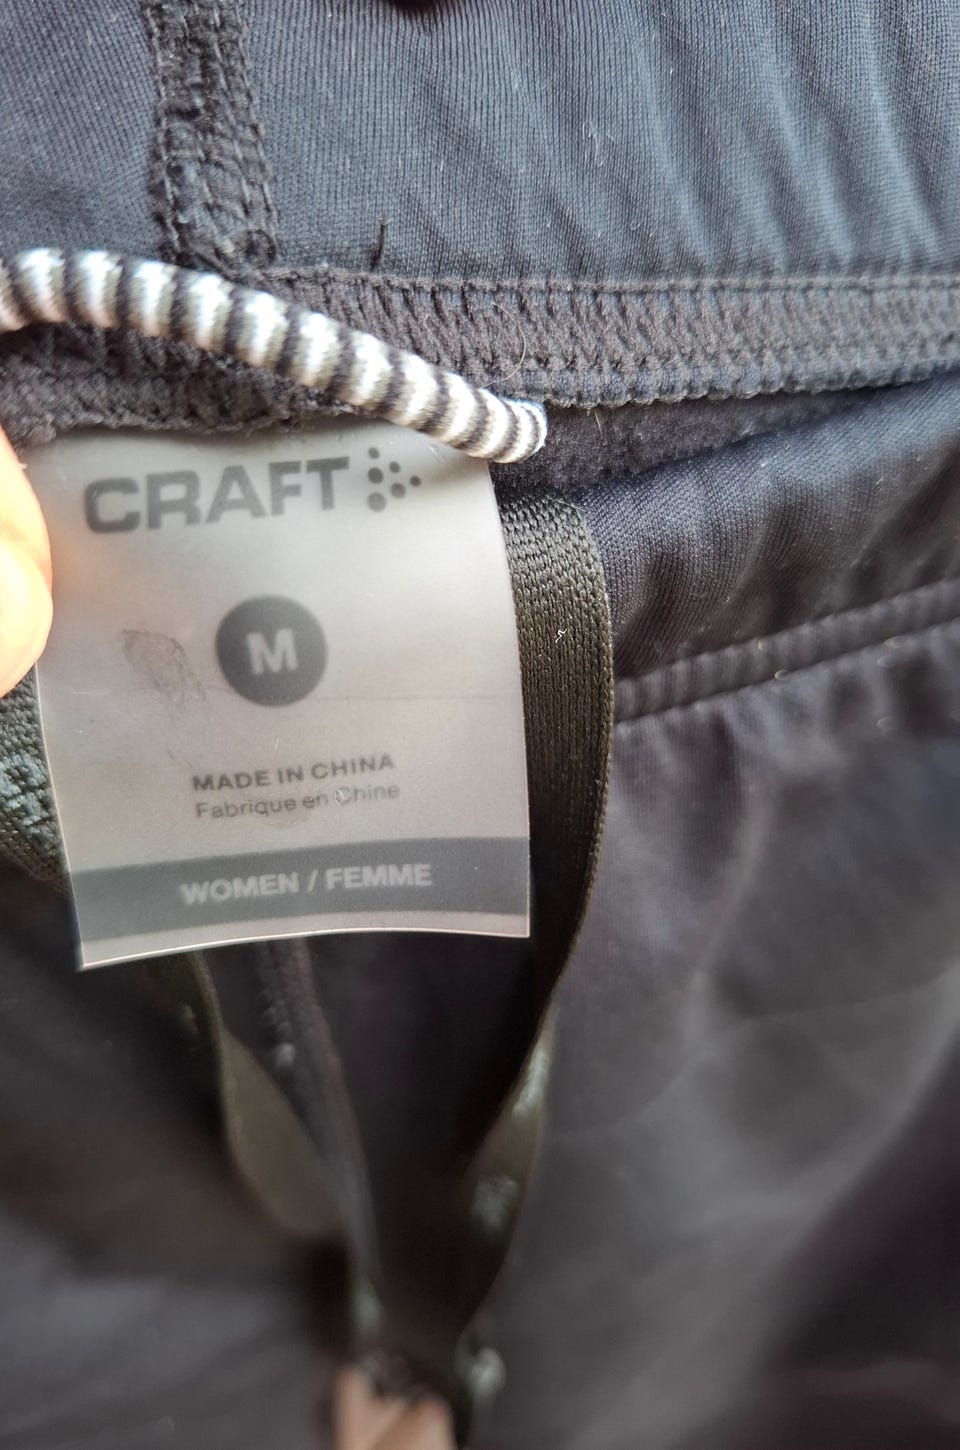 CRAFT
M
MADE IN CHINA
Fabrique en Chine
WOMEN / FEMME